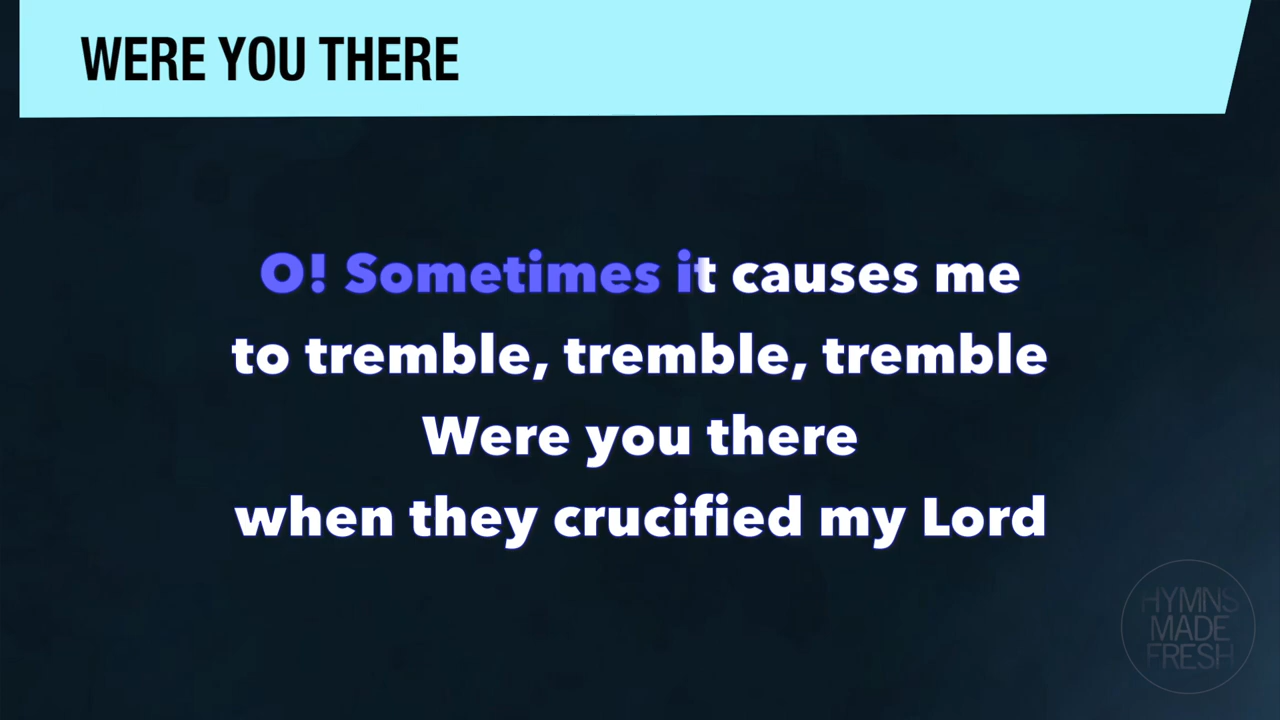 WERE YOU THERE
O! Sometimes it causes me
to tremble, tremble, tremble
Were you there
when they crucified my Lord
HYMNS
MADE
FRESH